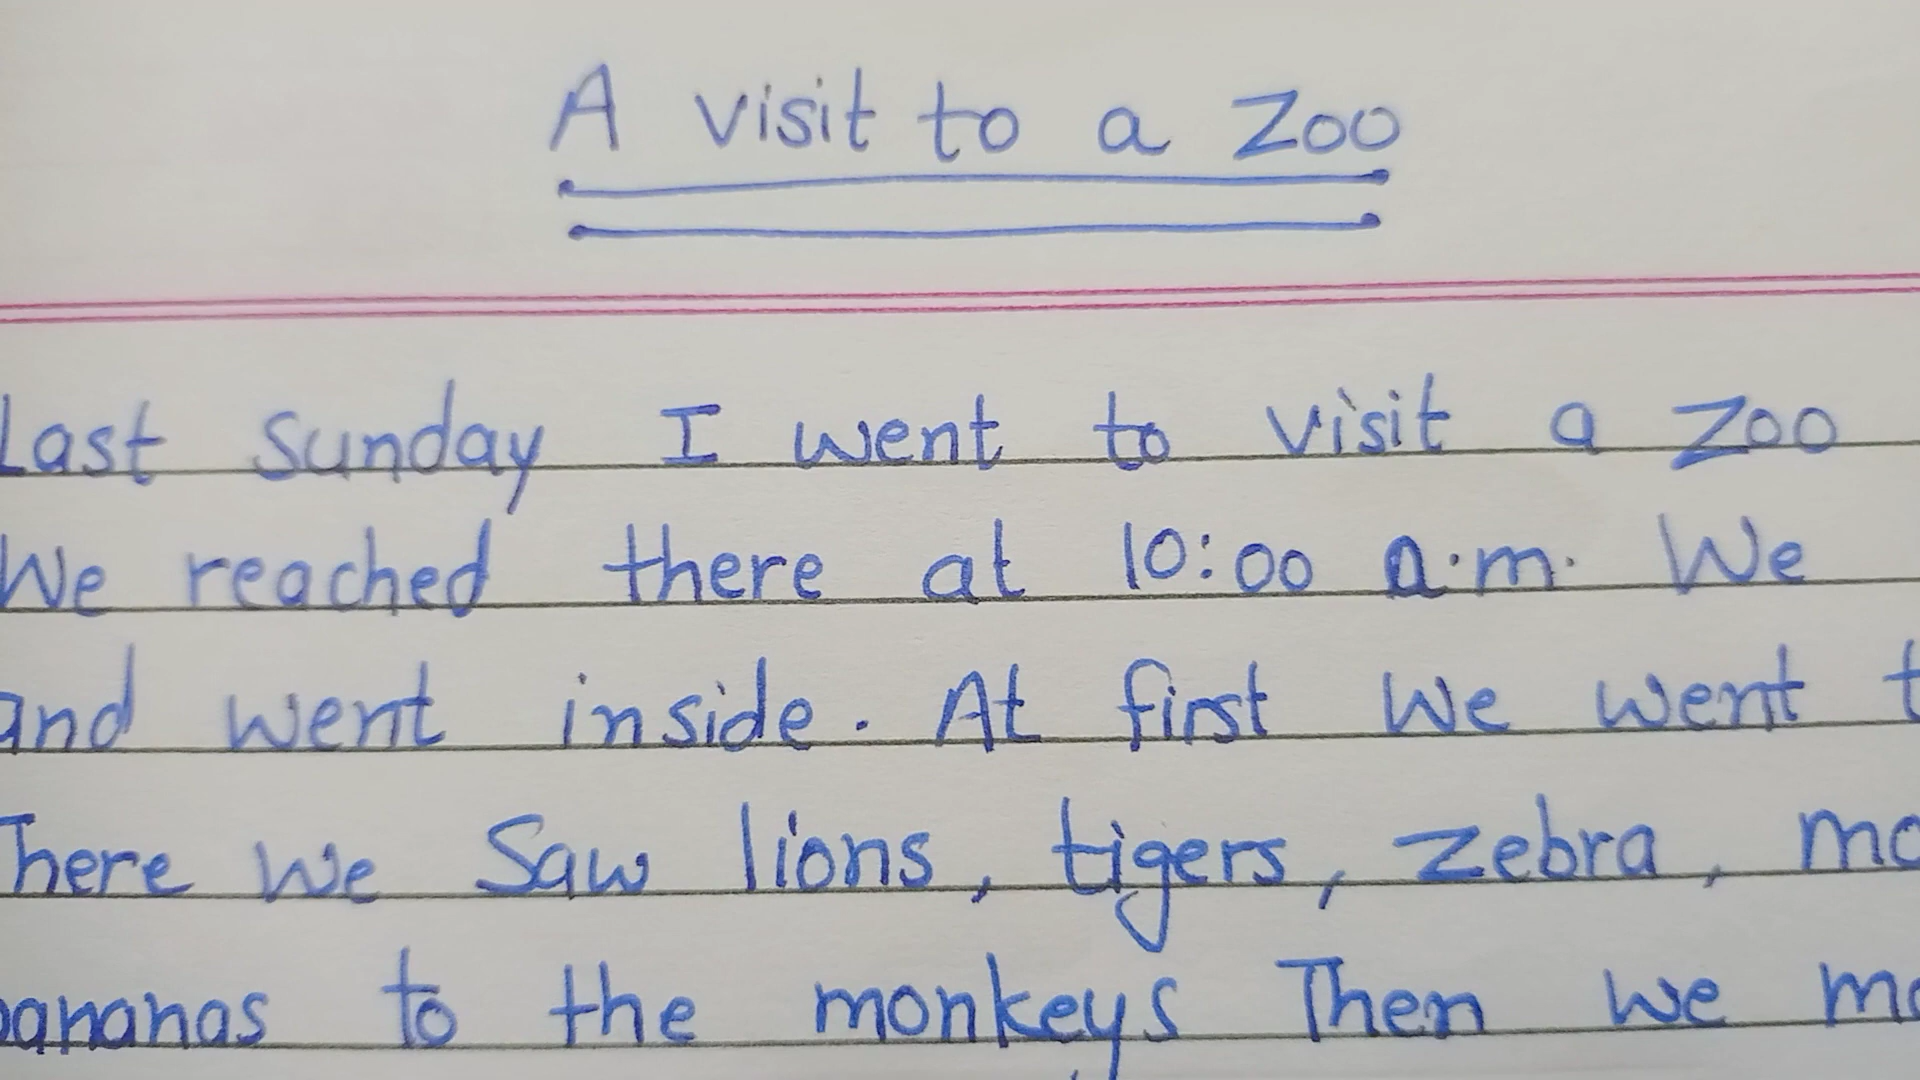 A visit to a Zoo
Last Sunday I went to visit a Zoo
We reached there at 10:00 a.m. We
and went inside. At first we went
There we Saw lions, tigers, zebra,
bananas to the monkeys Then we